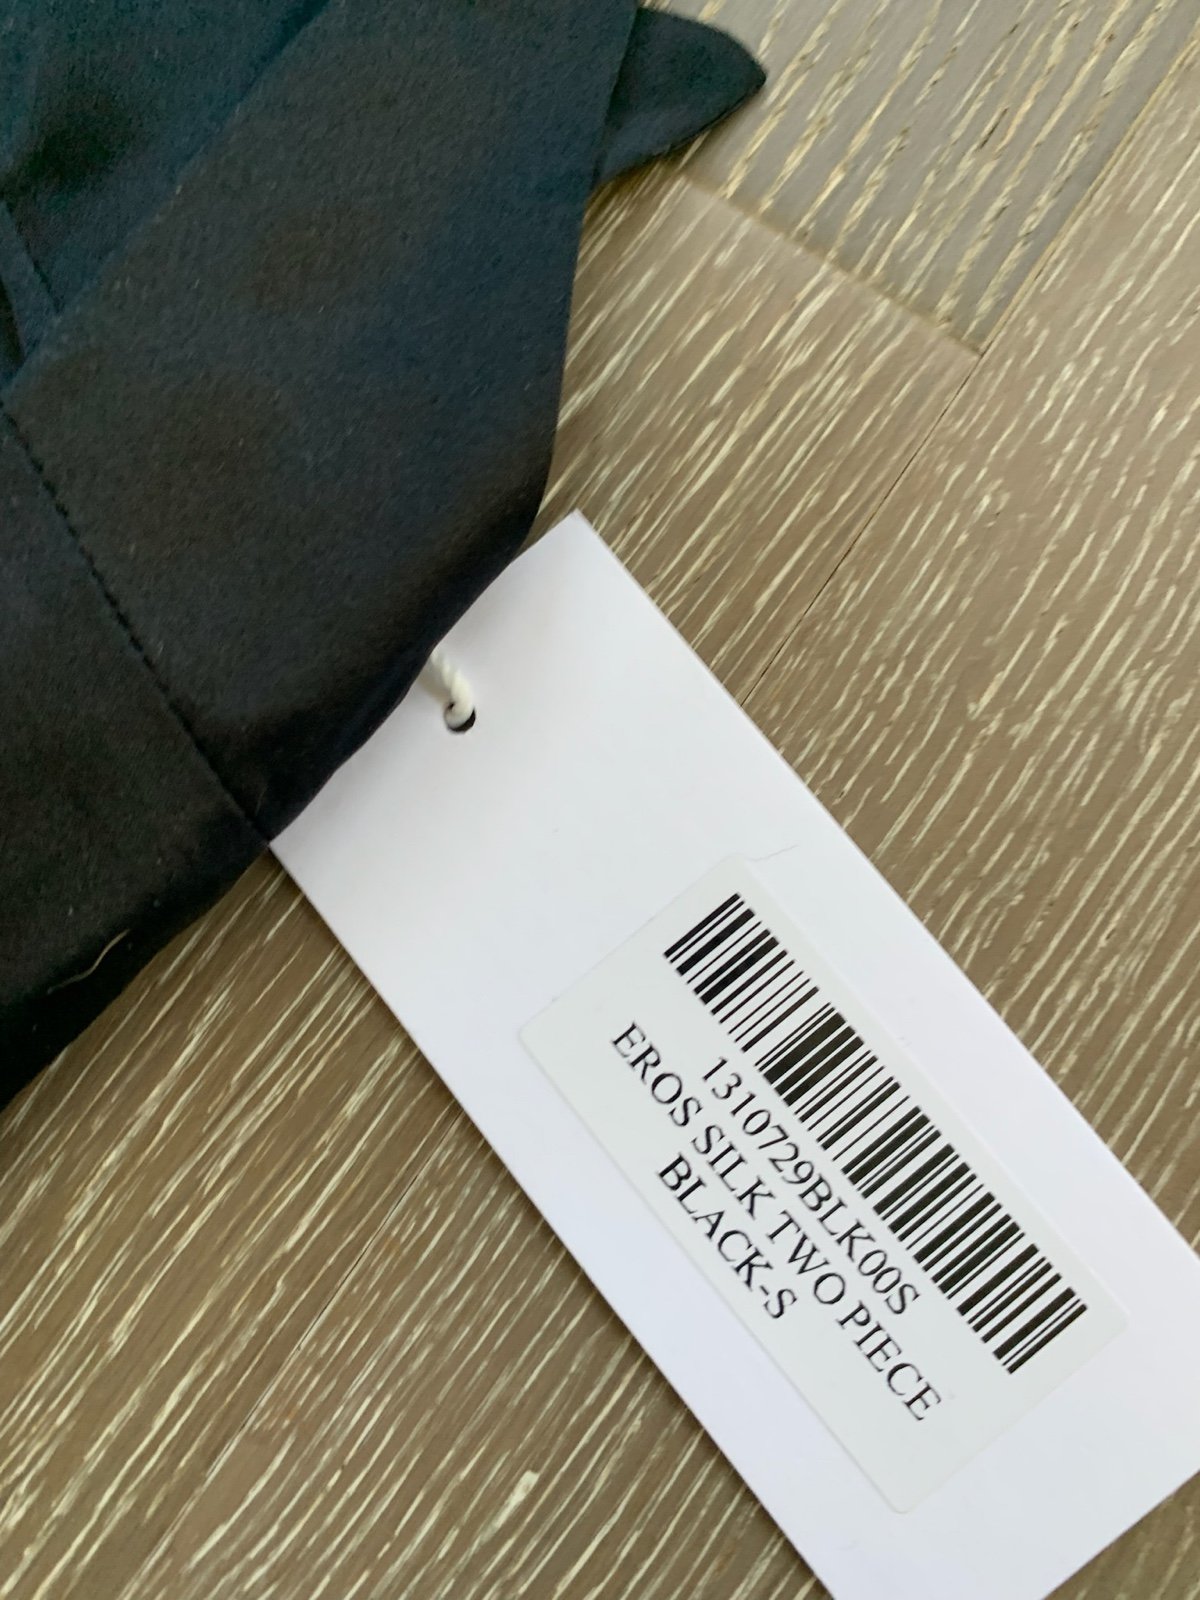 1310729BLK00S
EROS SILK TWO PIECE
BLACK-S